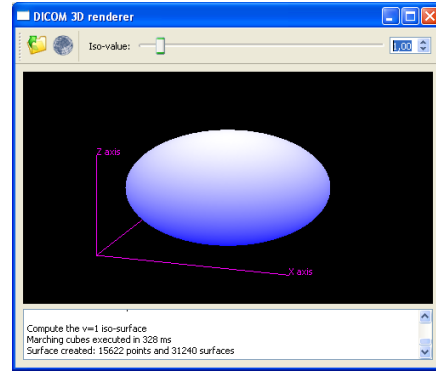 DICOM 3D renderer
Iso-value:
1,00
Z axis
X axis
Compute the v=1 iso-surface
Marching cubes executed in 328 ms
Surface created: 15622 points and 31240 surfaces